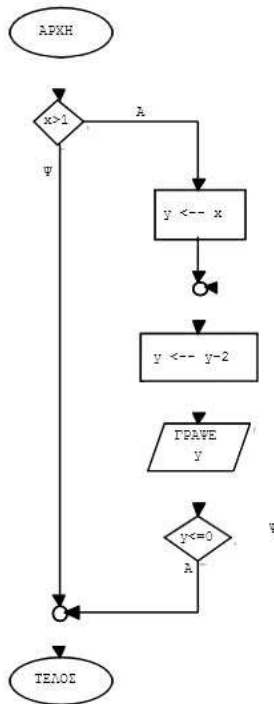 ΑΡΧΗ
x>1
Α
Ψ
y <-- x
y <-- y-2
ΓΡΑΨΕ
y
y<=0
Ψ
Α
ΤΕΛΟΣ